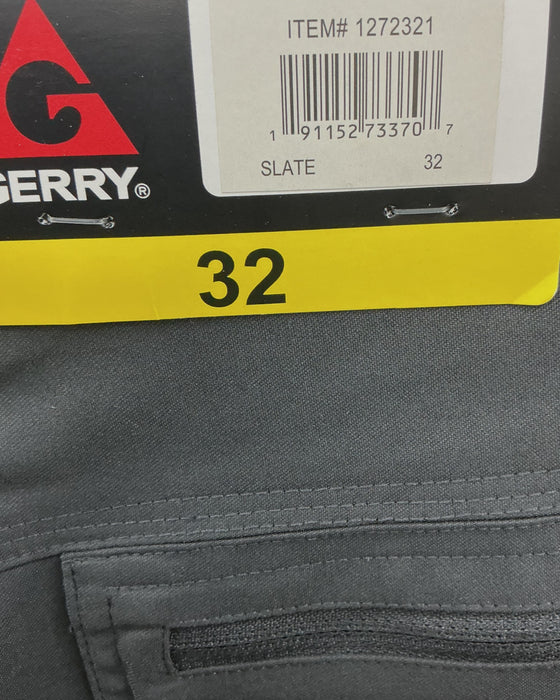 ITEM# 1272321
1 91152 73370 7
SLATE 32
GERRY®
32